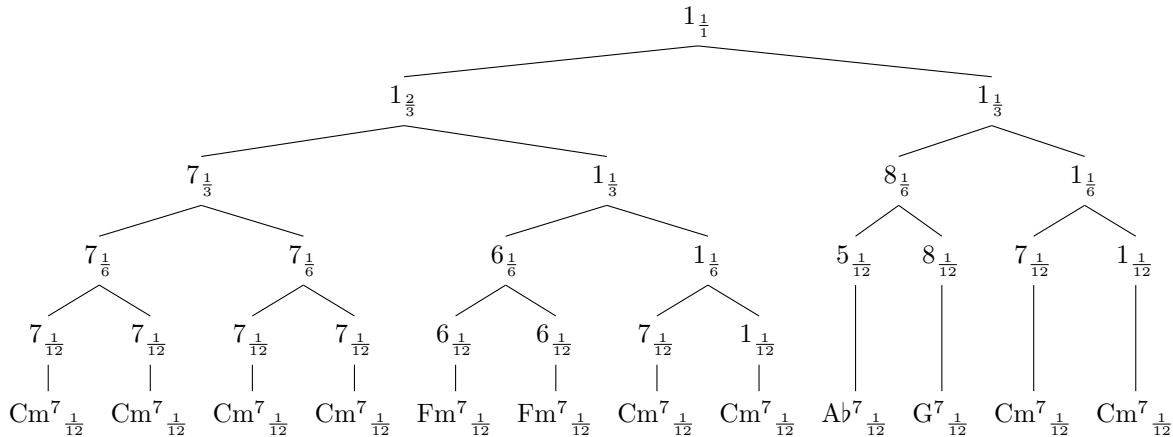 1 1/1
1 2/3 1 1/3
7 1/3 1 1/3 8 1/6 1 1/6
7 1/6 7 1/6 6 1/6 1 1/6 5 1/12 8 1/12 7 1/12 1 1/12
7 1/12 7 1/12 7 1/12 7 1/12 6 1/12 6 1/12 7 1/12 1 1/12
Cm⁷ 1/12 Cm⁷ 1/12 Cm⁷ 1/12 Cm⁷ 1/12 Fm⁷ 1/12 Fm⁷ 1/12 Cm⁷ 1/12 Cm⁷ 1/12 A♭⁷ 1/12 G⁷ 1/12 Cm⁷ 1/12 Cm⁷ 1/12